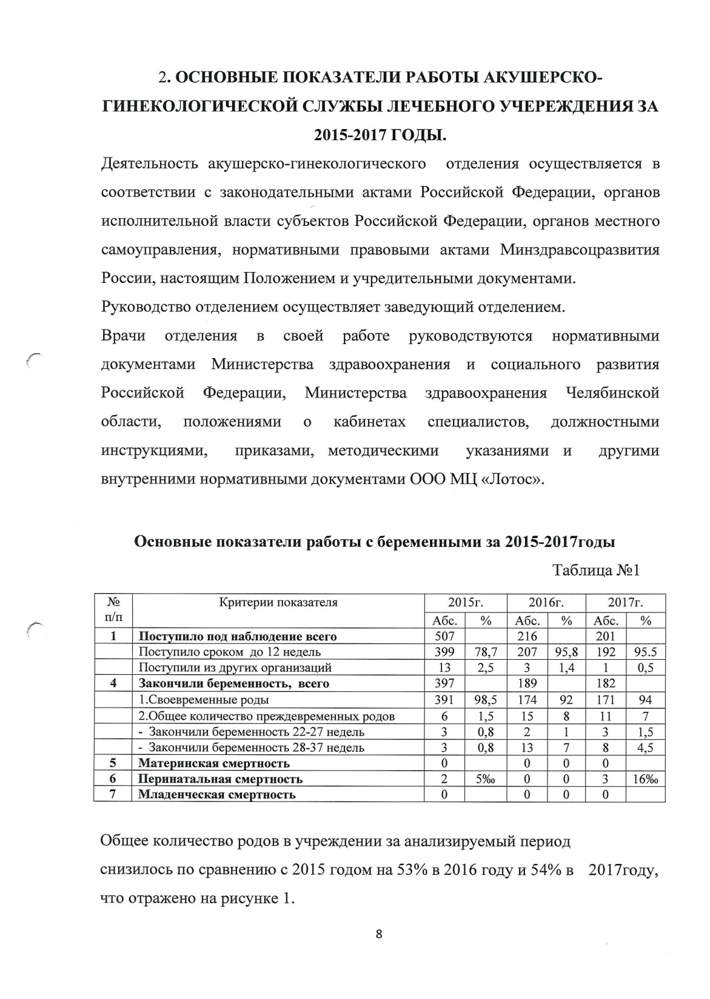 2. ОСНОВНЫЕ ПОКАЗАТЕЛИ РАБОТЫ АКУШЕРСКО-
ГИНЕКОЛОГИЧЕСКОЙ СЛУЖБЫ ЛЕЧЕБНОГО УЧЕРЕЖДЕНИЯ ЗА
2015-2017 ГОДЫ.
Деятельность акушерско-гинекологического отделения осуществляется в
соответствии с законодательными актами Российской Федерации, органов
исполнительной власти субъектов Российской Федерации, органов местного
самоуправления, нормативными правовыми актами Минздравсоцразвития
России, настоящим Положением и учредительными документами.
Руководство отделением осуществляет заведующий отделением.
Врачи отделения в своей работе руководствуются нормативными
документами Министерства здравоохранения и социального развития
Российской Федерации, Министерства здравоохранения Челябинской
области, положениями о кабинетах специалистов, должностными
инструкциями, приказами, методическими указаниями и другими
внутренними нормативными документами ООО МЦ «Лотос».
Основные показатели работы с беременными за 2015-2017годы
Таблица №1
№ п/п Критерии показателя 2015г. 2016г. 2017г.
Абс. % Абс. % Абс. %
1 Поступило под наблюдение всего 507 216 201
Поступило сроком до 12 недель 399 78,7 207 95,8 192 95.5
Поступили из других организаций 13 2,5 3 1,4 1 0,5
4 Закончили беременность, всего 397 189 182
1.Своевременные роды 391 98,5 174 92 171 94
2.Общее количество преждевременных родов 6 1,5 15 8 11 7
- Закончили беременность 22-27 недель 3 0,8 2 1 3 1,5
- Закончили беременность 28-37 недель 3 0,8 13 7 8 4,5
5 Материнская смертность 0 0 0 0
6 Перинатальная смертность 2 5‰ 0 0 3 16‰
7 Младенческая смертность 0 0 0 0
Общее количество родов в учреждении за анализируемый период
снизилось по сравнению с 2015 годом на 53% в 2016 году и 54% в 2017году,
что отражено на рисунке 1.
8